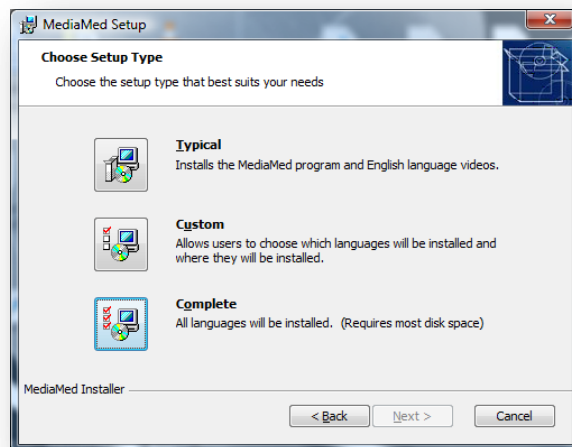 MediaMed Setup
Choose Setup Type
Choose the setup type that best suits your needs
Typical
Installs the MediaMed program and English language videos.
Custom
Allows users to choose which languages will be installed and
where they will be installed.
Complete
All languages will be installed.  (Requires most disk space)
MediaMed Installer
< Back
Next >
Cancel